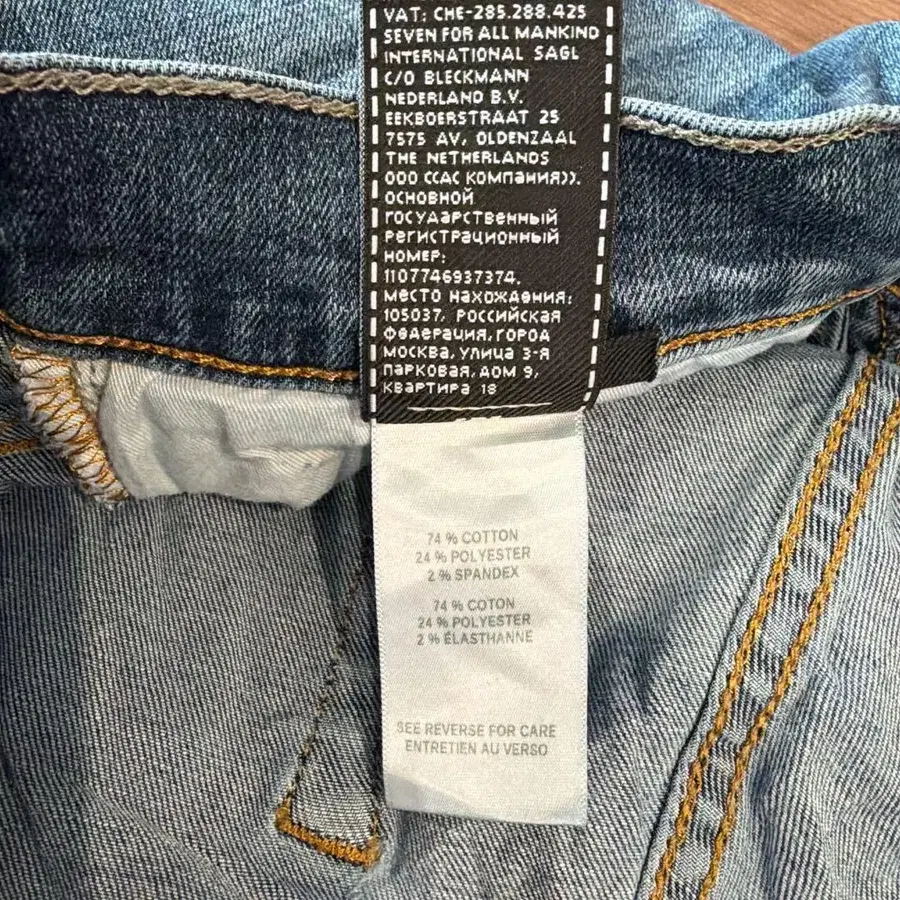 VAT: CHE-285.288.425
SEVEN FOR ALL MANKIND
INTERNATIONAL SAGL
C/O BLECKMANN
NEDERLAND B.V.
EEKBOERSTRAAT 25
7575 AV, OLDENZAAL
THE NETHERLANDS
ООО ССАС КОМПАНИЯ)).
ОСНОВНОЙ
ГОСУДАРСТВЕННЫЙ
РЕГИСТРАЦИОННЫЙ
НОМЕР:
1107746937374,
МЕСТО НАХОЖДЕНИЯ:
105037, РОССИЙСКАЯ
ФЕДЕРАЦИЯ, ГОРОД
МОСКВА, УЛИЦА 3-Я
ПАРКОВАЯ, ДОМ 9,
КВАРТИРА 18
74 % COTTON
24 % POLYESTER
2 % SPANDEX
74 % COTON
24 % POLYESTER
2 % ÉLASTHANNE
SEE REVERSE FOR CARE
ENTRETIEN AU VERSO